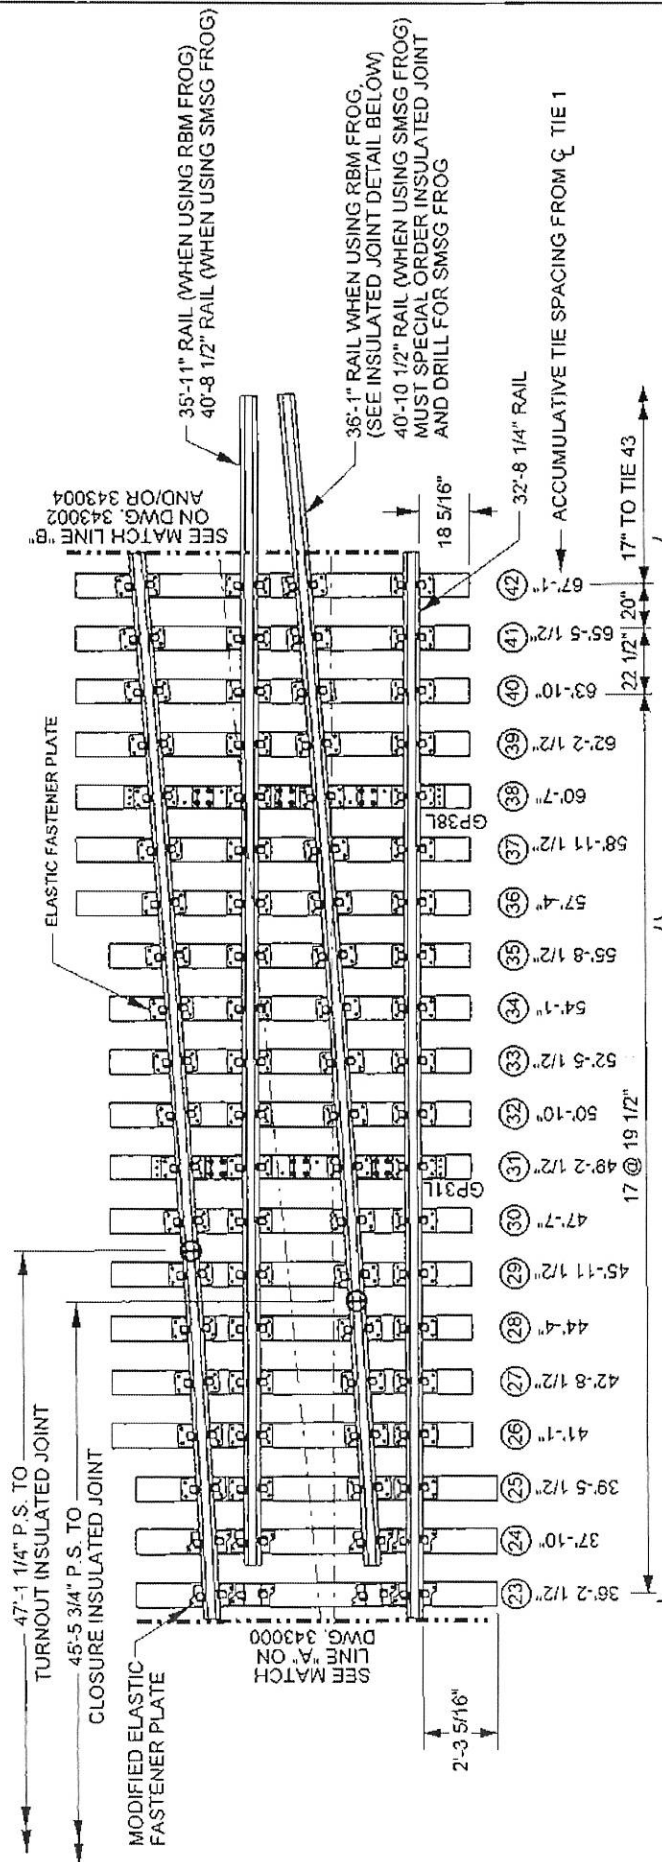 47'-1 1/4" P.S. TO
TURNOUT INSULATED JOINT
45'-5 3/4" P.S. TO
CLOSURE INSULATED JOINT
MODIFIED ELASTIC
FASTENER PLATE
ELASTIC FASTENER PLATE
SEE MATCH
LINE "A" ON
DWG. 343000
SEE MATCH LINE "B"
ON DWG. 343002
AND/OR 343004
35'-11" RAIL (WHEN USING RBM FROG)
40'-8 1/2" RAIL (WHEN USING SMSG FROG)
36'-1" RAIL WHEN USING RBM FROG,
(SEE INSULATED JOINT DETAIL BELOW)
40'-10 1/2" RAIL (WHEN USING SMSG FROG)
MUST SPECIAL ORDER INSULATED JOINT
AND DRILL FOR SMSG FROG
32'-8 1/4" RAIL
18 5/16"
2'-3 5/16"
GP31L
GP38L
23 24 25 26 27 28 29 30 31 32 33 34 35 36 37 38 39 40 41 42
36'-2 1/2" 37'-10" 39'-5 1/2" 41'-1" 42'-8 1/2" 44'-4" 45'-11 1/2" 47'-7" 49'-2 1/2" 50'-10" 52'-5 1/2" 54'-1" 55'-8 1/2" 57'-4" 58'-11 1/2" 60'-7" 62'-2 1/2" 63'-10" 65'-5 1/2" 67'-1"
ACCUMULATIVE TIE SPACING FROM ℄ TIE 1
17 @ 19 1/2"
22 1/2"
20"
17" TO TIE 43